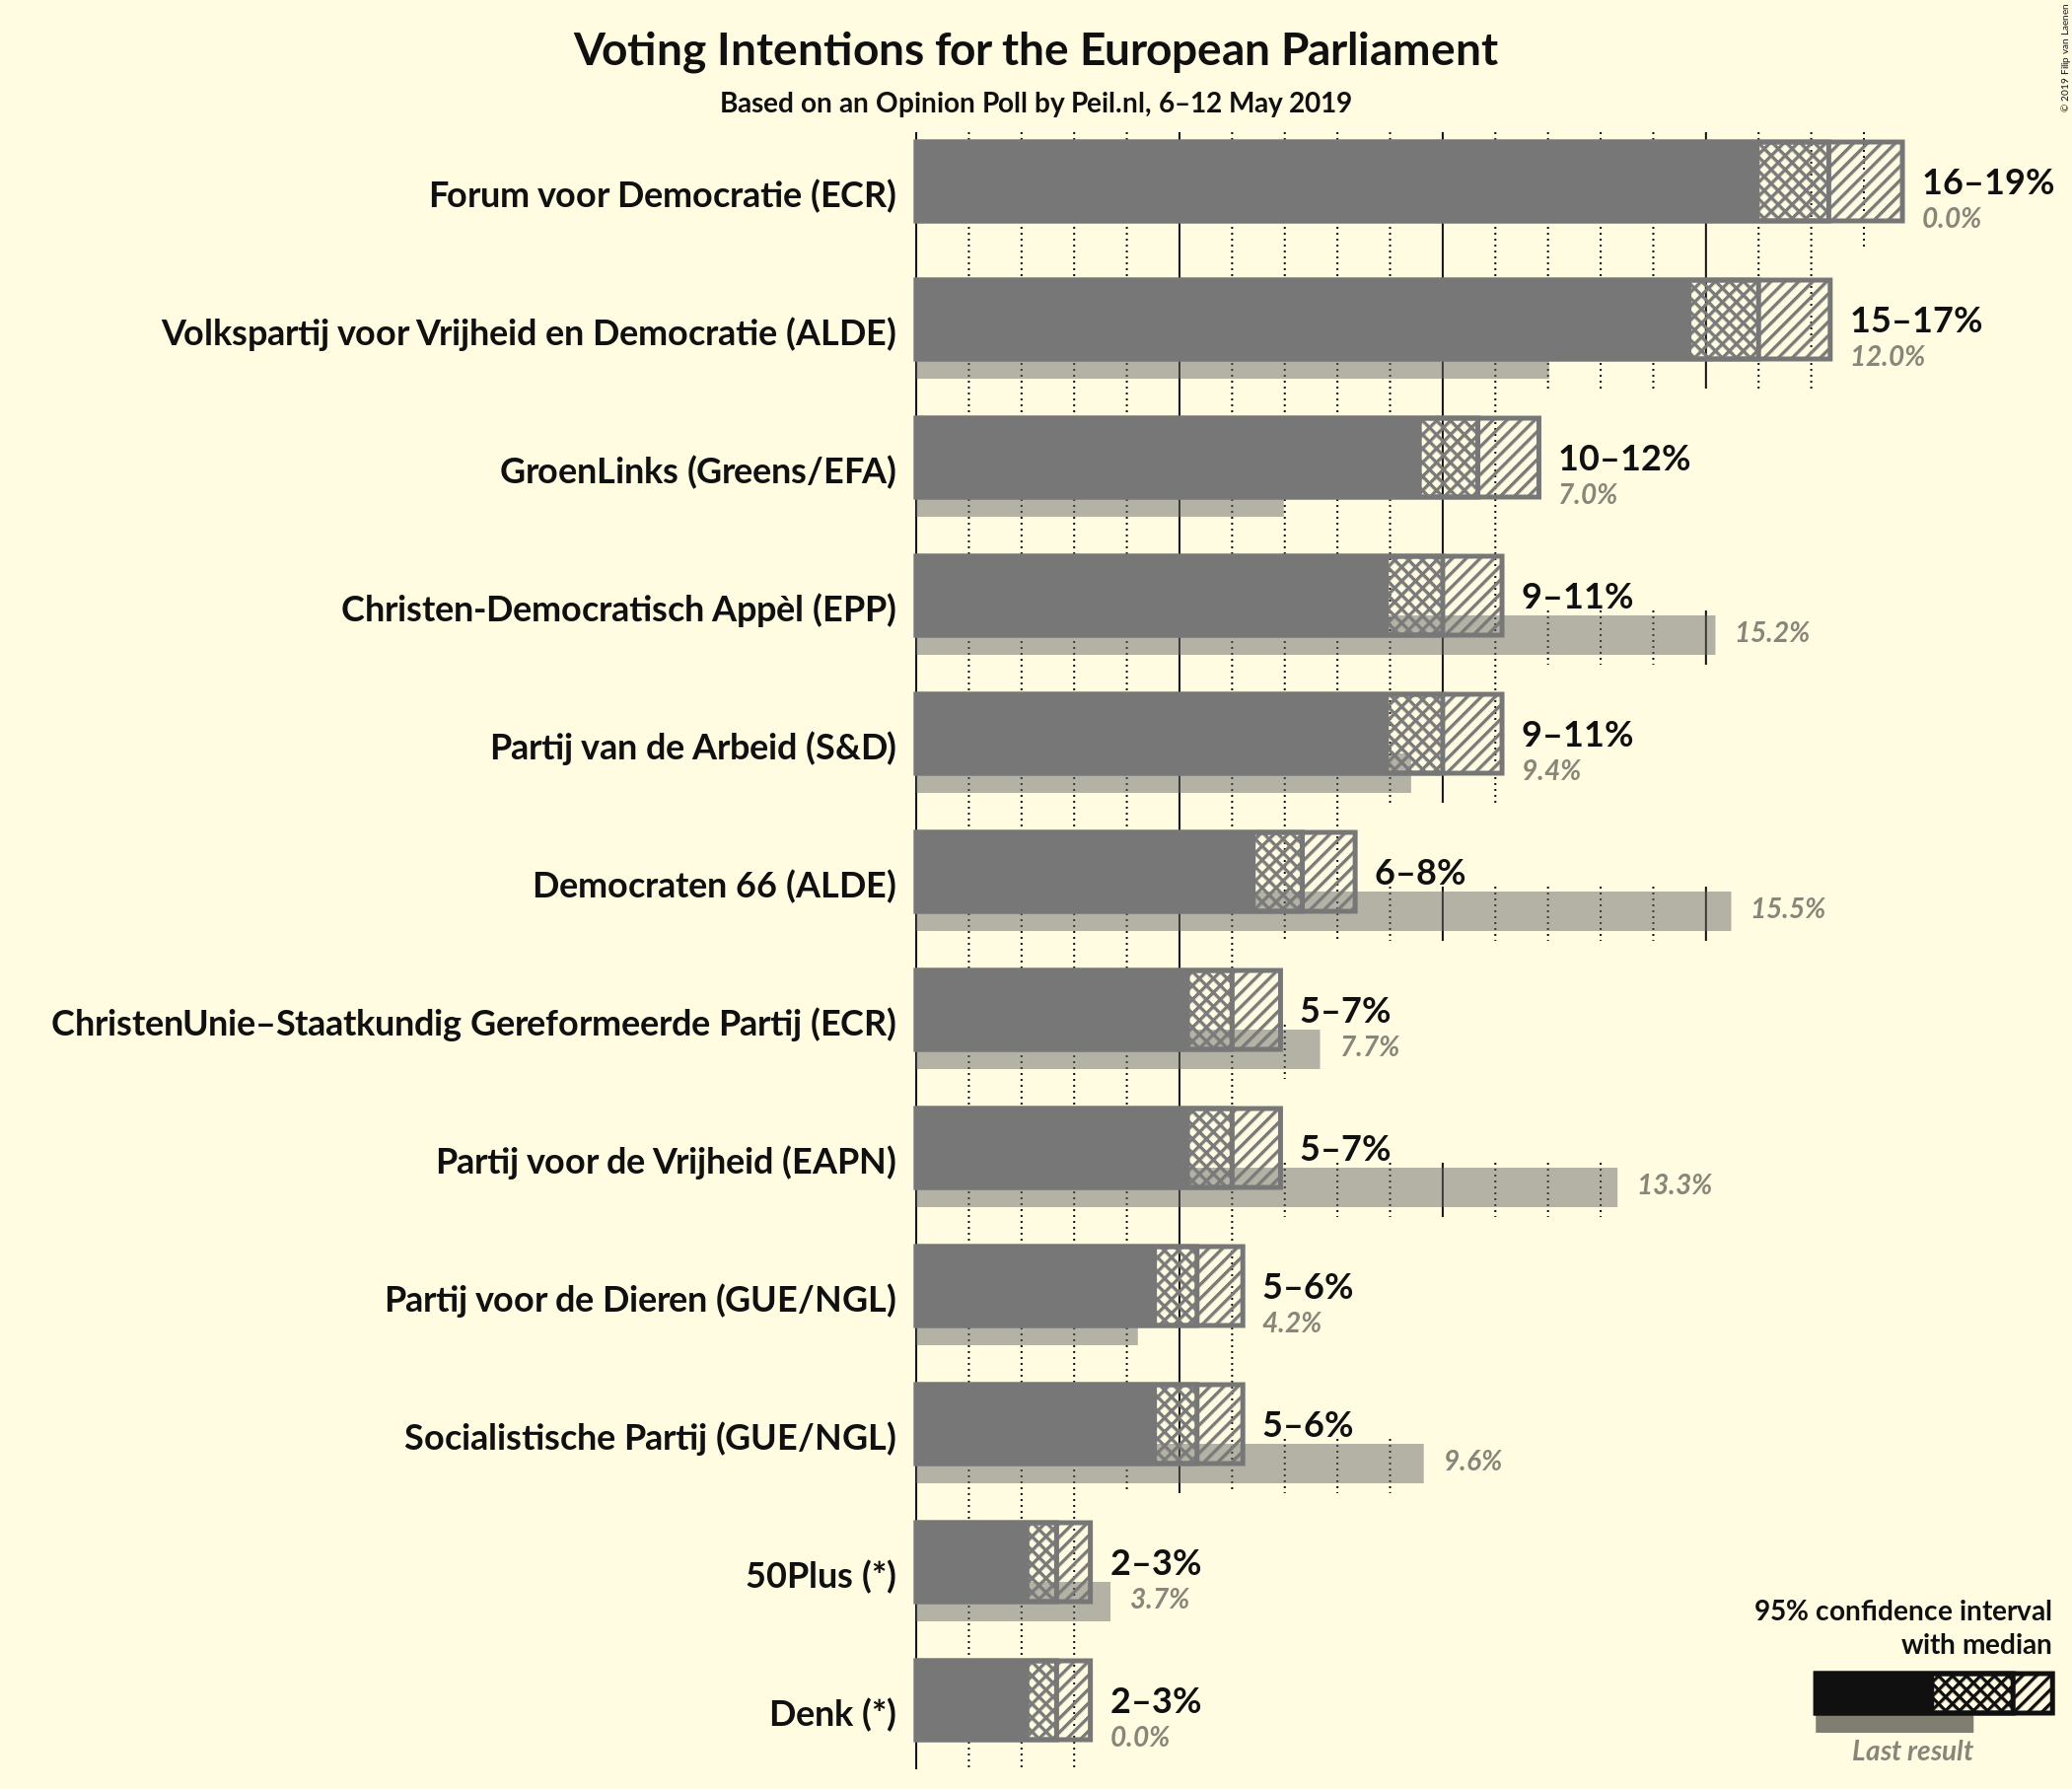 Voting Intentions for the European Parliament
Based on an Opinion Poll by Peil.nl, 6–12 May 2019
© 2019 Filip van Laenen
Forum voor Democratie (ECR)
16–19%
0.0%
Volkspartij voor Vrijheid en Democratie (ALDE)
15–17%
12.0%
GroenLinks (Greens/EFA)
10–12%
7.0%
Christen-Democratisch Appèl (EPP)
9–11%
15.2%
Partij van de Arbeid (S&D)
9–11%
9.4%
Democraten 66 (ALDE)
6–8%
15.5%
ChristenUnie–Staatkundig Gereformeerde Partij (ECR)
5–7%
7.7%
Partij voor de Vrijheid (EAPN)
5–7%
13.3%
Partij voor de Dieren (GUE/NGL)
5–6%
4.2%
Socialistische Partij (GUE/NGL)
5–6%
9.6%
50Plus (*)
2–3%
3.7%
Denk (*)
2–3%
0.0%
95% confidence interval
with median
Last result